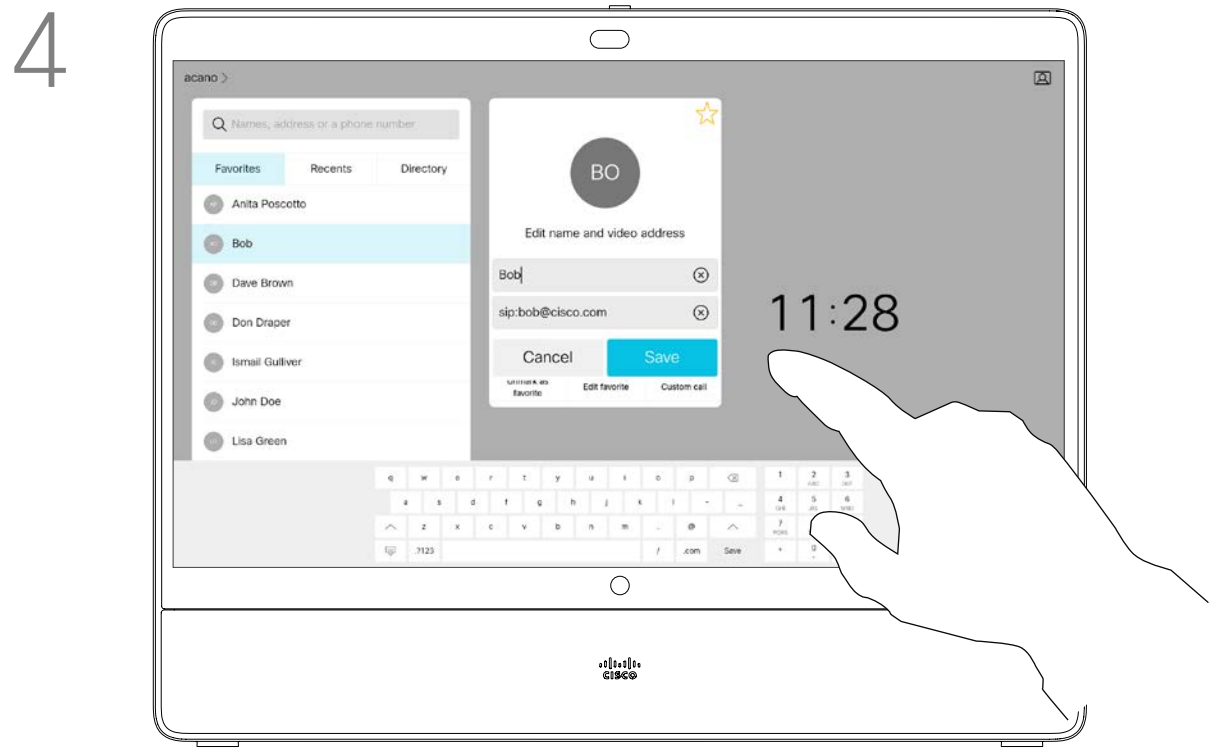 4
acano >
Names, address or a phone number
Favorites Recents Directory
Anita Poscotto
Bob
Dave Brown
Don Draper
Ismail Gulliver
John Doe
Lisa Green
BO
Edit name and video address
Bob
sip:bob@cisco.com
Cancel Save
Unmark as favorite
Edit favorite
Custom call
11:28
q w e r t y u i o p
a s d f g h j k l - _
z x c v b n m . @
.?123 / .com Save
1 2 3
4 5 6
7
* 0
CISCO